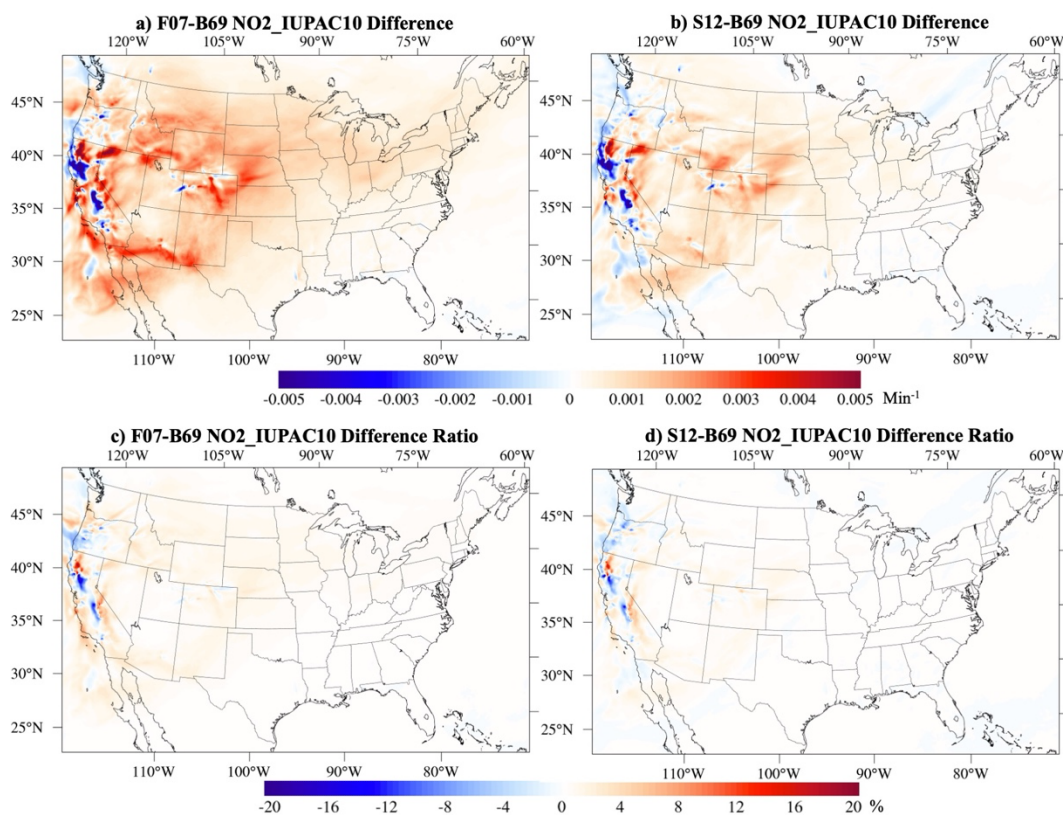 a) F07-B69 NO2_IUPAC10 Difference
120°W 105°W 90°W 75°W 60°W
45°N
40°N
35°N
30°N
25°N
110°W 100°W 90°W 80°W
b) S12-B69 NO2_IUPAC10 Difference
120°W 105°W 90°W 75°W 60°W
45°N
40°N
35°N
30°N
25°N
110°W 100°W 90°W 80°W
-0.005 -0.004 -0.003 -0.002 -0.001 0 0.001 0.002 0.003 0.004 0.005 Min-1
c) F07-B69 NO2_IUPAC10 Difference Ratio
120°W 105°W 90°W 75°W 60°W
45°N
40°N
35°N
30°N
25°N
110°W 100°W 90°W 80°W
d) S12-B69 NO2_IUPAC10 Difference Ratio
120°W 105°W 90°W 75°W 60°W
45°N
40°N
35°N
30°N
25°N
110°W 100°W 90°W 80°W
-20 -16 -12 -8 -4 0 4 8 12 16 20 %